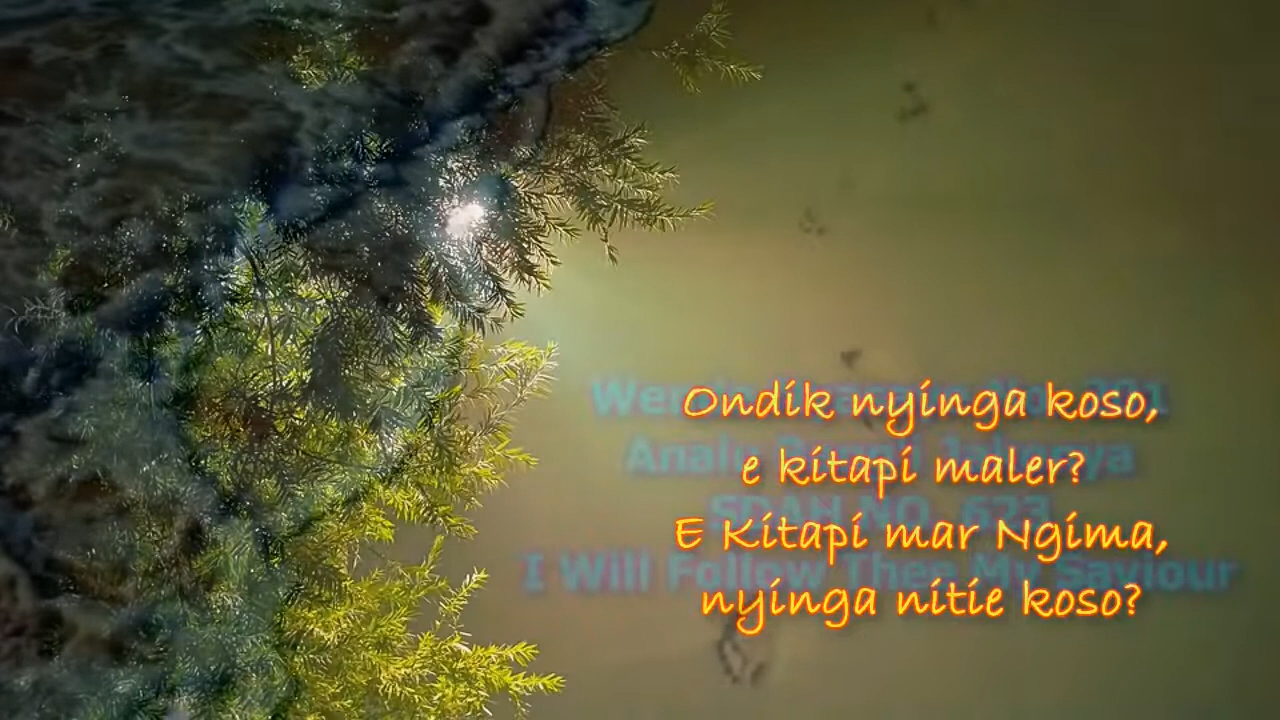 Ondik nyinga koso,
e kitapi maler?
E Kitapi mar Ngima,
nyinga nitie koso?
SDAH NO. 623
I Will Follow Thee My Saviour